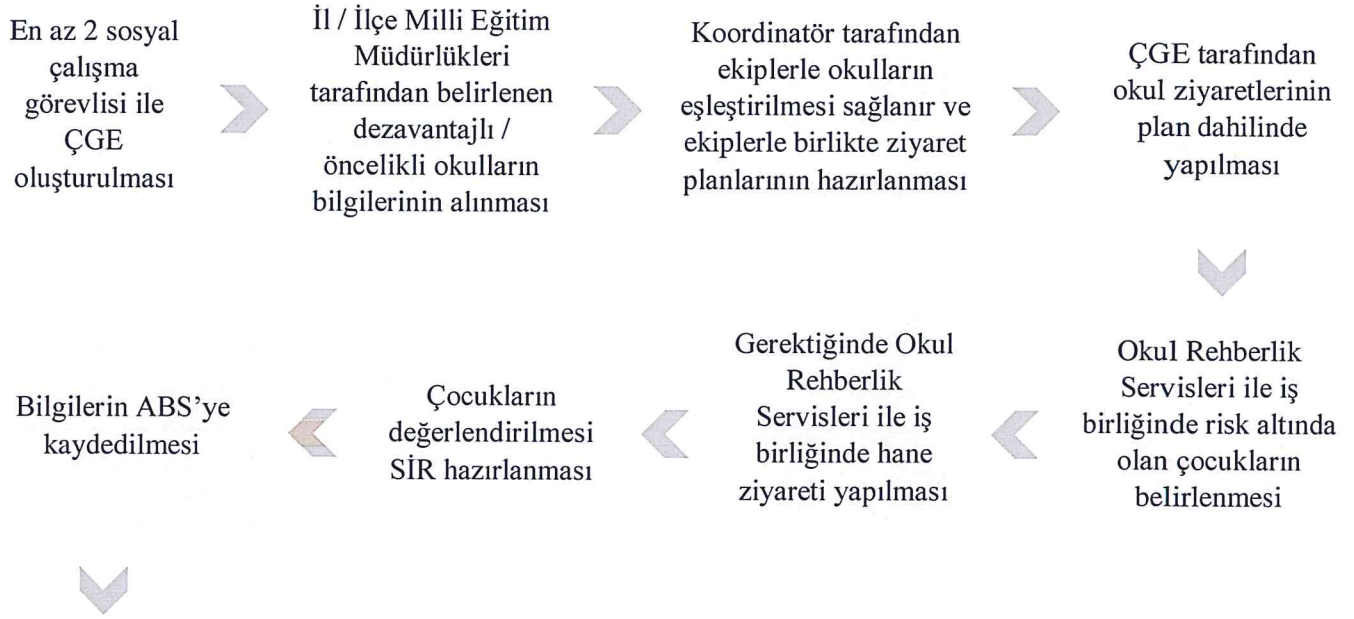 En az 2 sosyal
çalışma
görevlisi ile
ÇGE
oluşturulması
İl / İlçe Milli Eğitim
Müdürlükleri
tarafından belirlenen
dezavantajlı /
öncelikli okulların
bilgilerinin alınması
Koordinatör tarafından
ekiplerle okulların
eşleştirilmesi sağlanır ve
ekiplerle birlikte ziyaret
planlarının hazırlanması
ÇGE tarafından
okul ziyaretlerinin
plan dahilinde
yapılması
Okul Rehberlik
Servisleri ile iş
birliğinde risk altında
olan çocukların
belirlenmesi
Gerektiğinde Okul
Rehberlik
Servisleri ile iş
birliğinde hane
ziyareti yapılması
Çocukların
değerlendirilmesi
SİR hazırlanması
Bilgilerin ABS’ye
kaydedilmesi